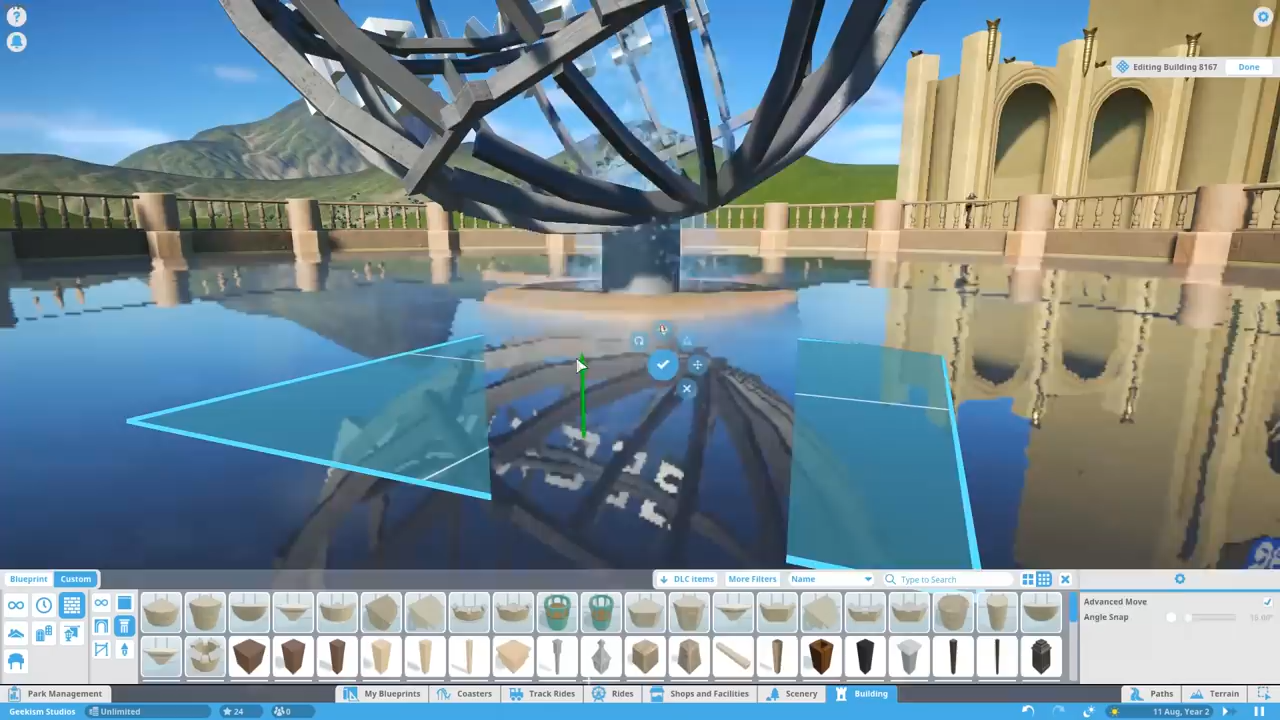 Editing Building 8167
Done
Blueprint
Custom
DLC Items
More Filters
Name
Type to Search
Advanced Move
Angle Snap
10.00°
Park Management
My Blueprints
Coasters
Track Rides
Rides
Shops and Facilities
Scenery
Building
Paths
Terrain
Geekism Studios
Unlimited
24
0
11 Aug, Year 2